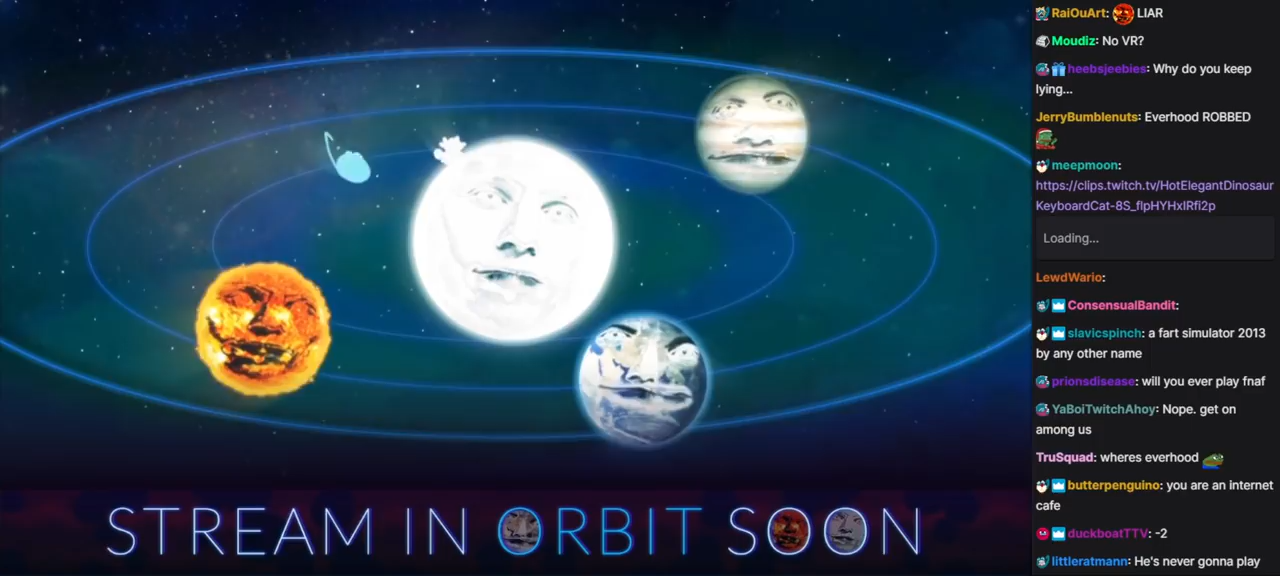 STREAM IN ORBIT SOON
RaiOuArt: LIAR
Moudiz: No VR?
heebsjeebies: Why do you keep
lying...
JerryBumblenuts: Everhood ROBBED
meepmoon:
https://clips.twitch.tv/HotElegantDinosaur
KeyboardCat-8S_flpHYHxIRfi2p
Loading...
LewdWario:
ConsensualBandit:
slavicspinch: a fart simulator 2013
by any other name
prionsdisease: will you ever play fnaf
YaBoiTwitchAhoy: Nope. get on
among us
TruSquad: wheres everhood
butterpenguino: you are an internet
cafe
duckboatTTV: -2
littleratmann: He's never gonna play